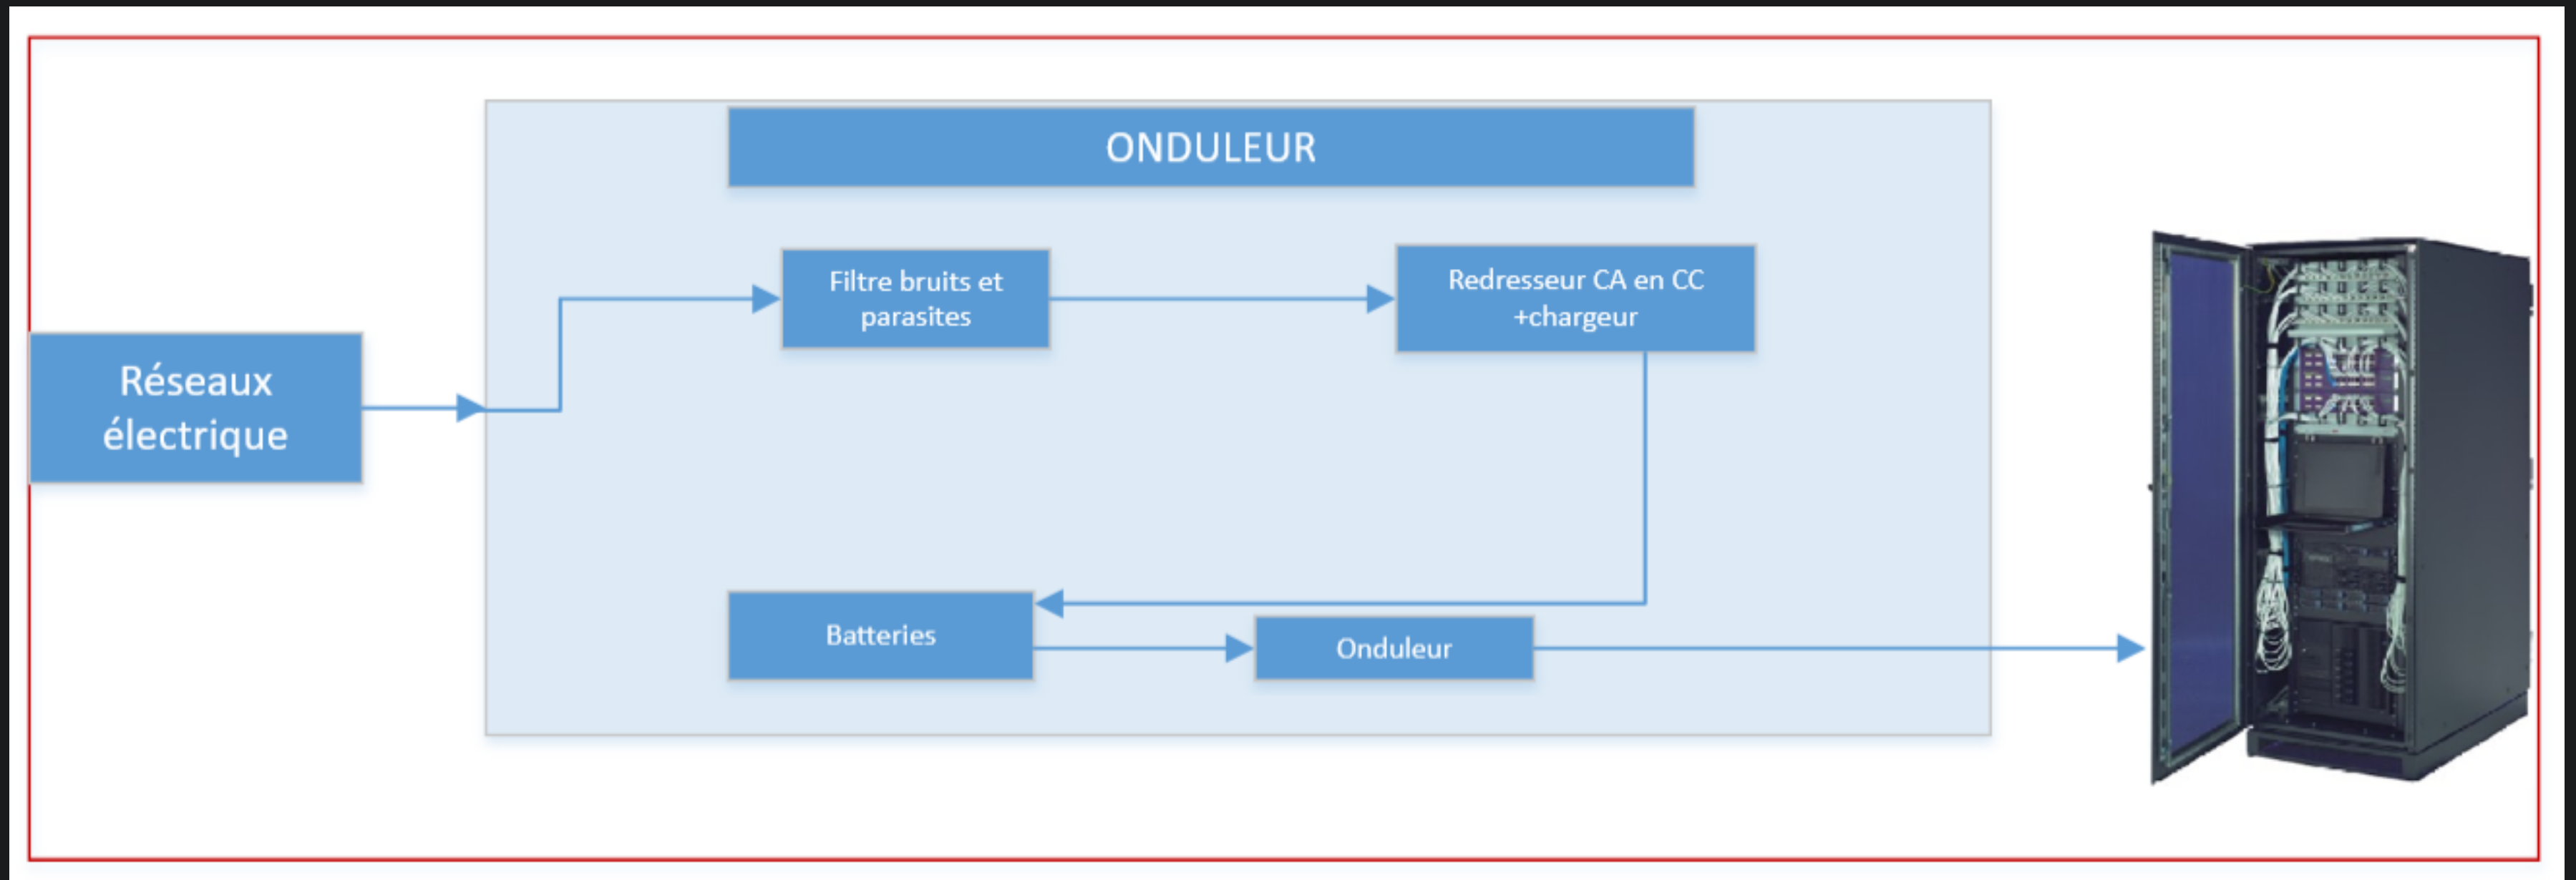 ONDULEUR
Filtre bruits et
parasites
Redresseur CA en CC
+chargeur
Réseaux
électrique
Batteries
Onduleur